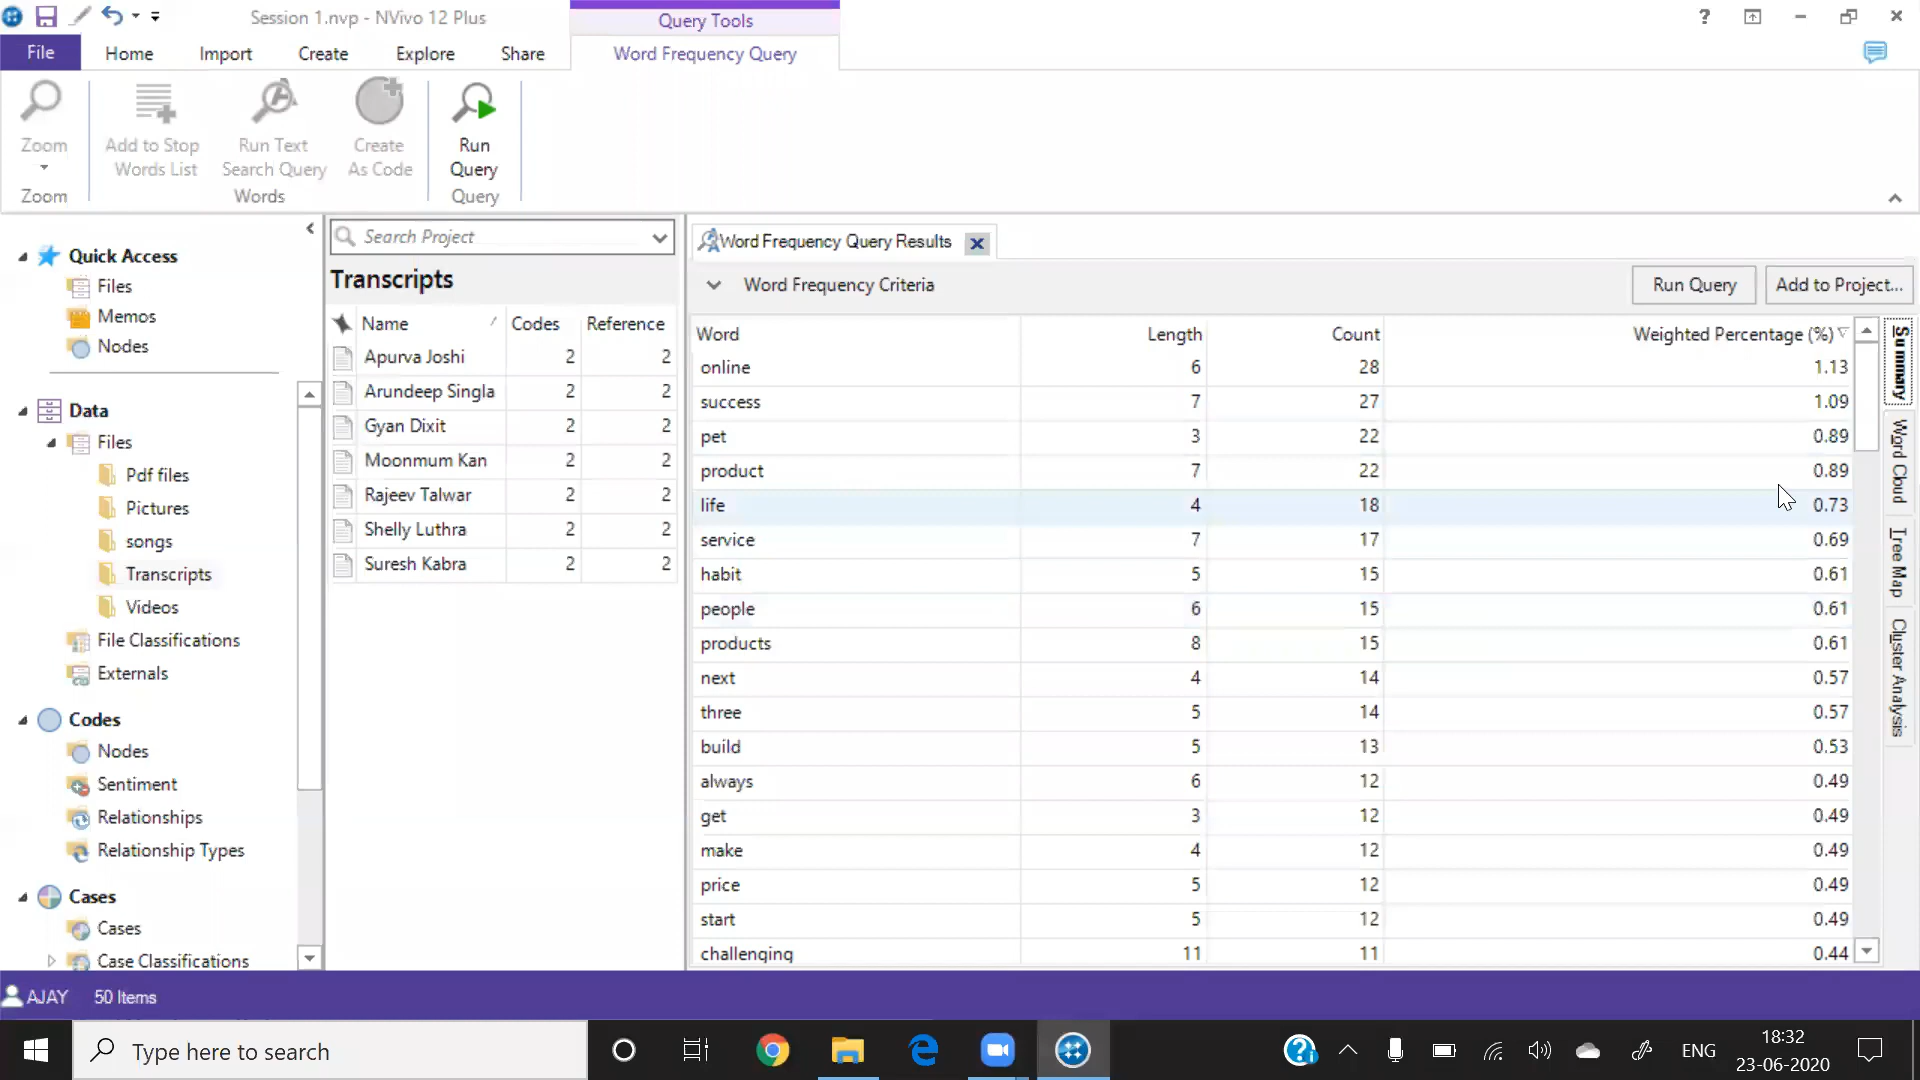 Session 1.nvp - NVivo 12 Plus
Query Tools
File
Home
Import
Create
Explore
Share
Word Frequency Query
Zoom
Add to Stop
Words List
Run Text
Search Query
Create
As Code
Run
Query
Zoom
Words
Query
Quick Access
Files
Memos
Nodes
Data
Files
Pdf files
Pictures
songs
Transcripts
Videos
File Classifications
Externals
Codes
Nodes
Sentiment
Relationships
Relationship Types
Cases
Cases
Case Classifications
Search Project
Transcripts
Name Codes Reference
Apurva Joshi 2 2
Arundeep Singla 2 2
Gyan Dixit 2 2
Moonmum Kan 2 2
Rajeev Talwar 2 2
Shelly Luthra 2 2
Suresh Kabra 2 2
Word Frequency Query Results
Word Frequency Criteria
Run Query
Add to Project...
Word Length Count Weighted Percentage (%)
online 6 28 1.13
success 7 27 1.09
pet 3 22 0.89
product 7 22 0.89
life 4 18 0.73
service 7 17 0.69
habit 5 15 0.61
people 6 15 0.61
products 8 15 0.61
next 4 14 0.57
three 5 14 0.57
build 5 13 0.53
always 6 12 0.49
get 3 12 0.49
make 4 12 0.49
price 5 12 0.49
start 5 12 0.49
challenging 11 11 0.44
Summary
Word Cloud
Tree Map
Cluster Analysis
AJAY 50 Items
Type here to search
ENG
18:32
23-06-2020